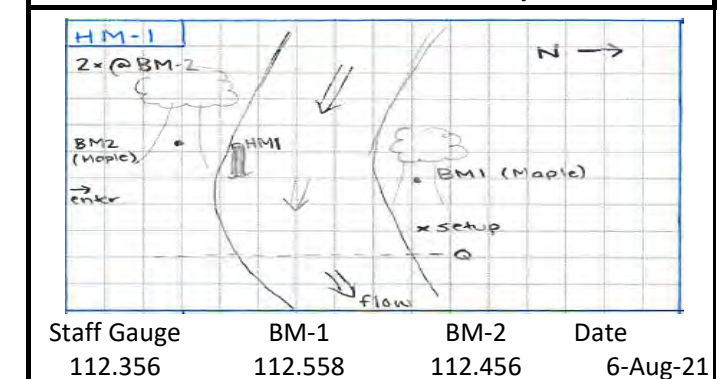 HM-1
N →
2x @ BM-2
BM2
(Maple)
HM1
BM1 (Maple)
enter
x setup
Q
flow
Staff Gauge BM-1 BM-2 Date
112.356 112.558 112.456 6-Aug-21